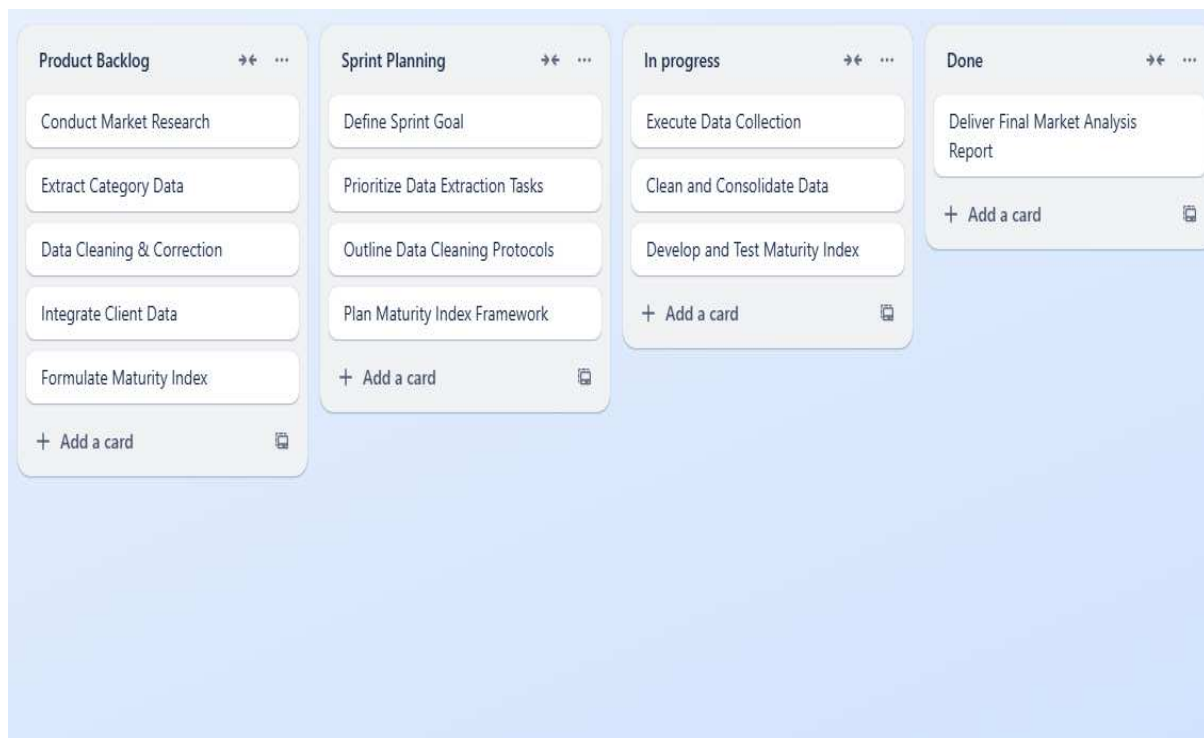 Product Backlog
Conduct Market Research
Extract Category Data
Data Cleaning & Correction
Integrate Client Data
Formulate Maturity Index
+ Add a card
Sprint Planning
Define Sprint Goal
Prioritize Data Extraction Tasks
Outline Data Cleaning Protocols
Plan Maturity Index Framework
+ Add a card
In progress
Execute Data Collection
Clean and Consolidate Data
Develop and Test Maturity Index
+ Add a card
Done
Deliver Final Market Analysis
Report
+ Add a card